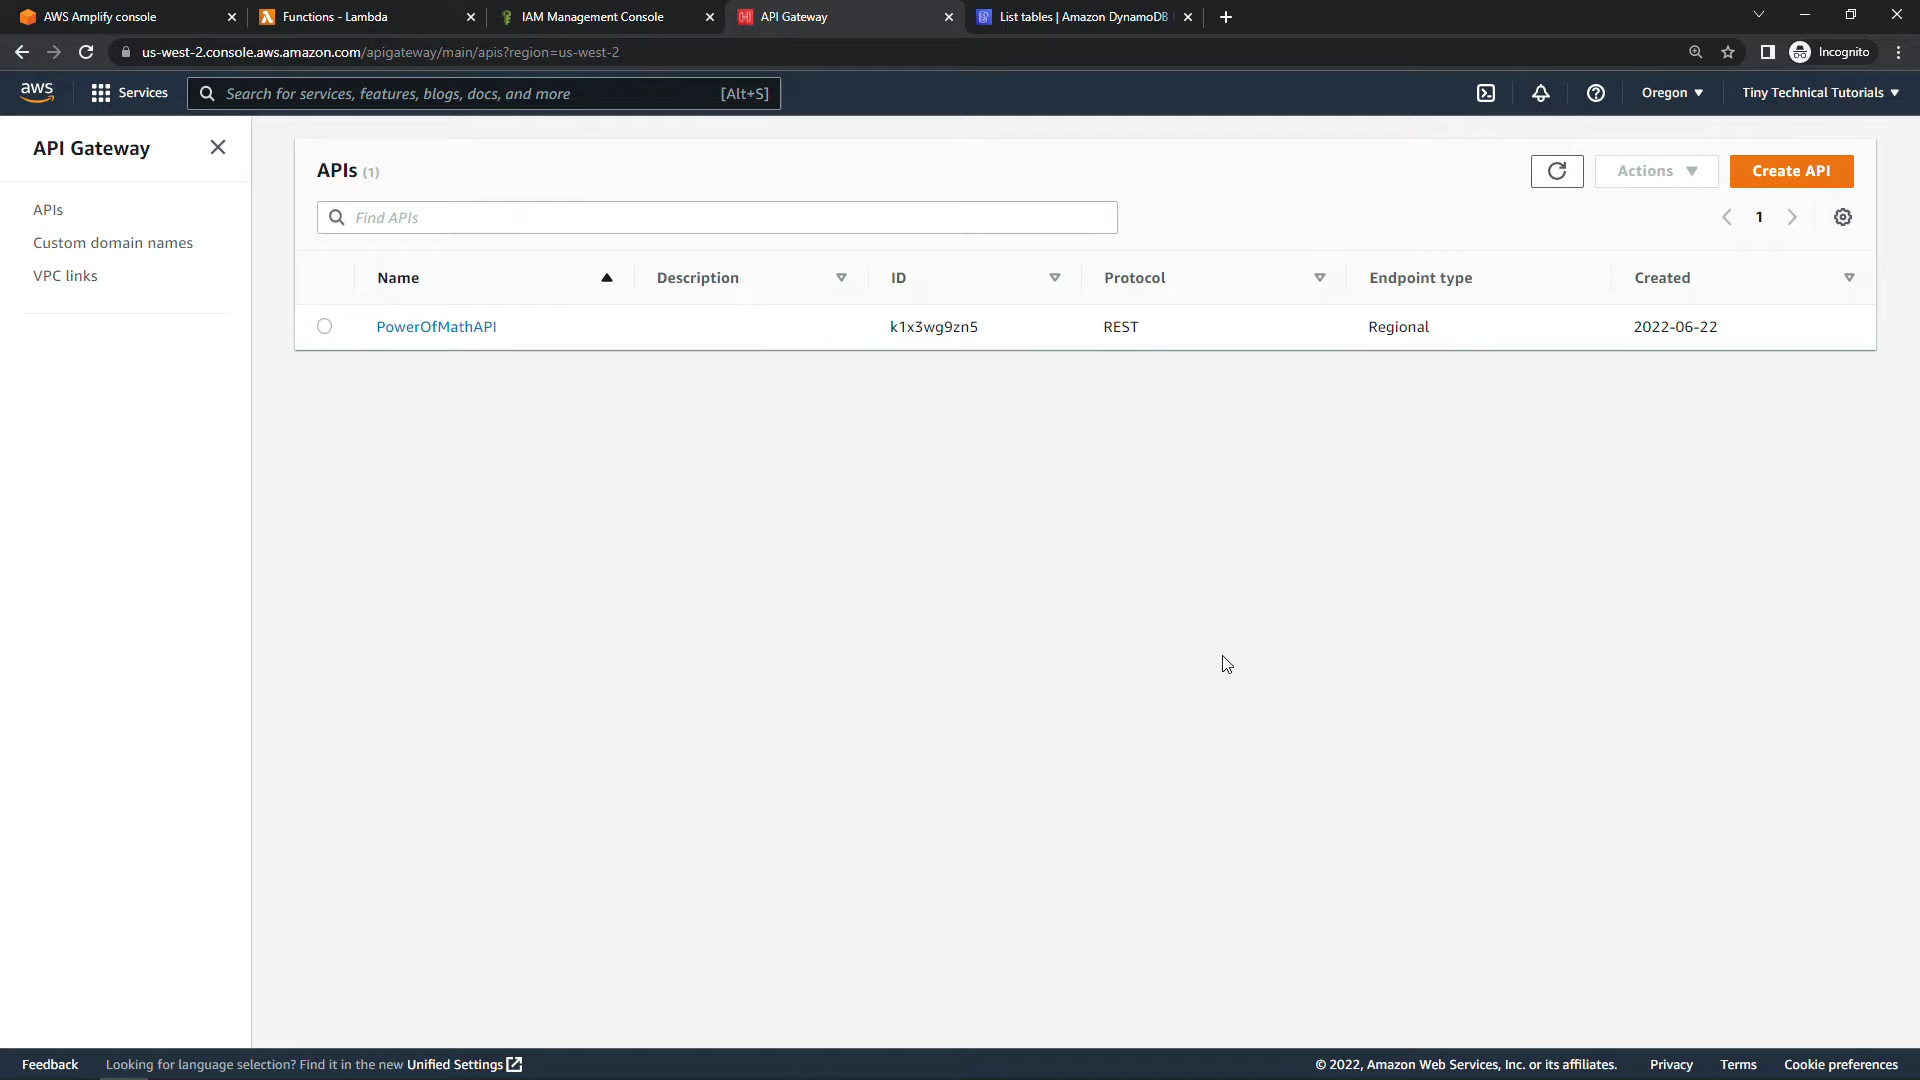 AWS Amplify console
Functions - Lambda
IAM Management Console
API Gateway
List tables | Amazon DynamoDB
us-west-2.console.aws.amazon.com/apigateway/main/apis?region=us-west-2
Incognito
aws
Services
Search for services, features, blogs, docs, and more
[Alt+S]
Oregon
Tiny Technical Tutorials
API Gateway
APIs
Custom domain names
VPC links
APIs (1)
Actions
Create API
Find APIs
1
Name
Description
ID
Protocol
Endpoint type
Created
PowerOfMathAPI
k1x3wg9zn5
REST
Regional
2022-06-22
Feedback
Looking for language selection? Find it in the new Unified Settings
© 2022, Amazon Web Services, Inc. or its affiliates.
Privacy
Terms
Cookie preferences